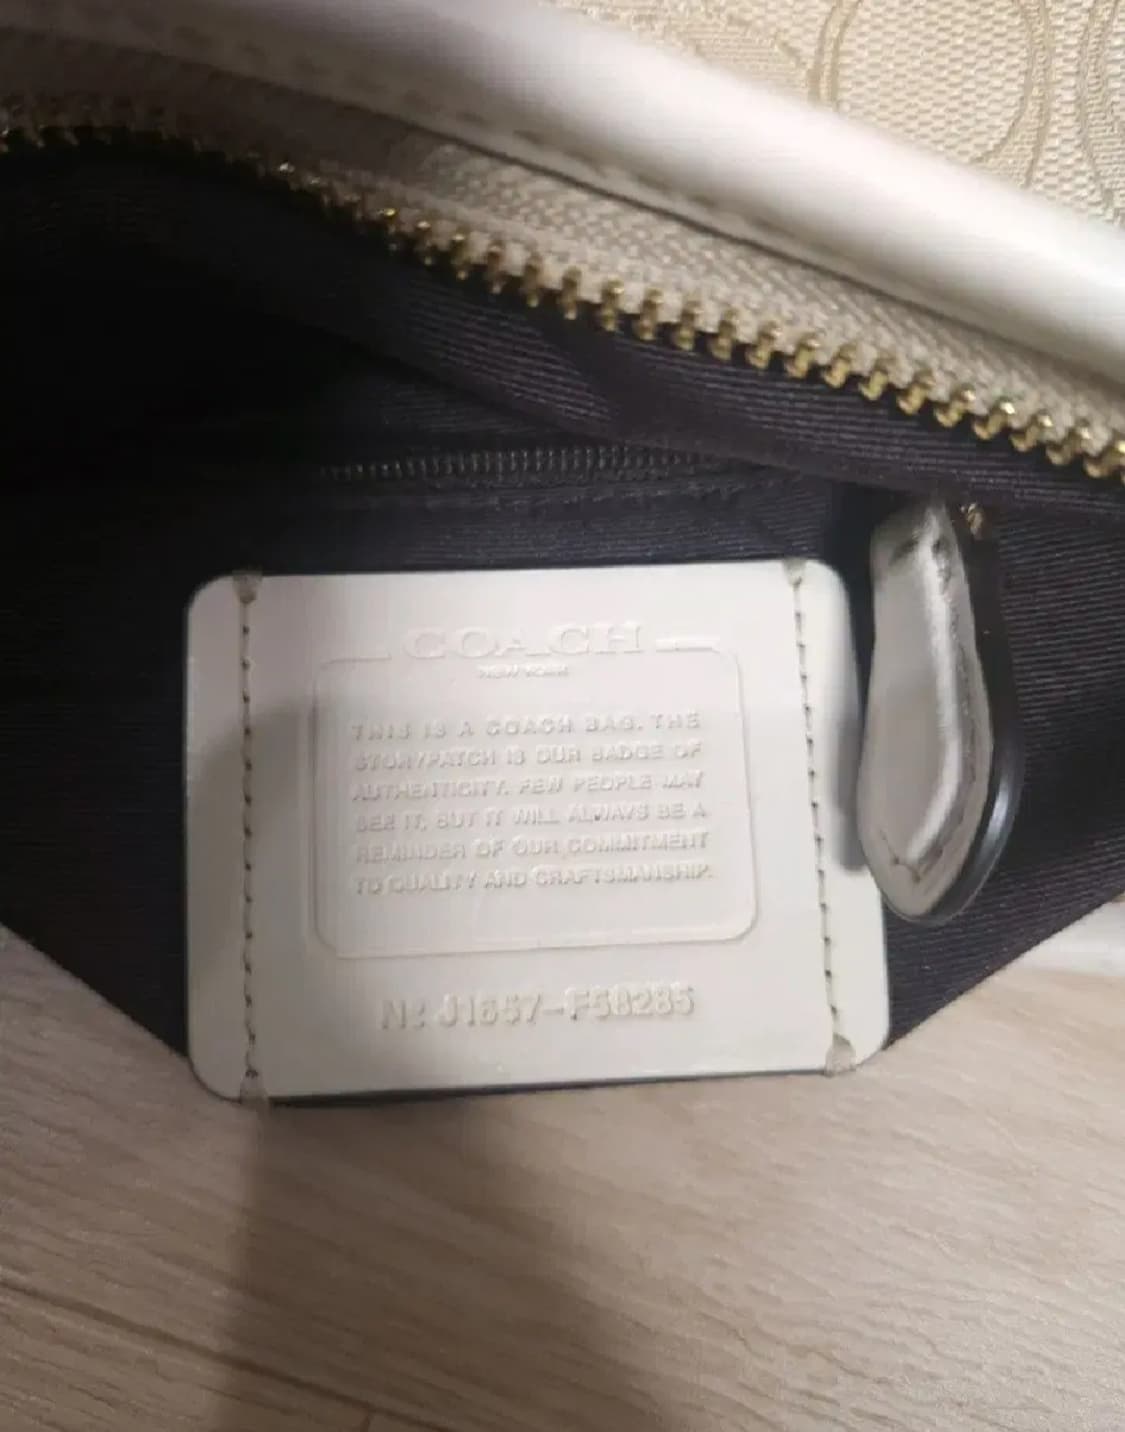 COACH
NEW YORK
THIS IS A COACH BAG. THE
STORYPATCH IS OUR BADGE OF
AUTHENTICITY. FEW PEOPLE MAY
SEE IT, BUT IT WILL ALWAYS BE A
REMINDER OF OUR COMMITMENT
TO QUALITY AND CRAFTSMANSHIP.
Nº J1657-F58285